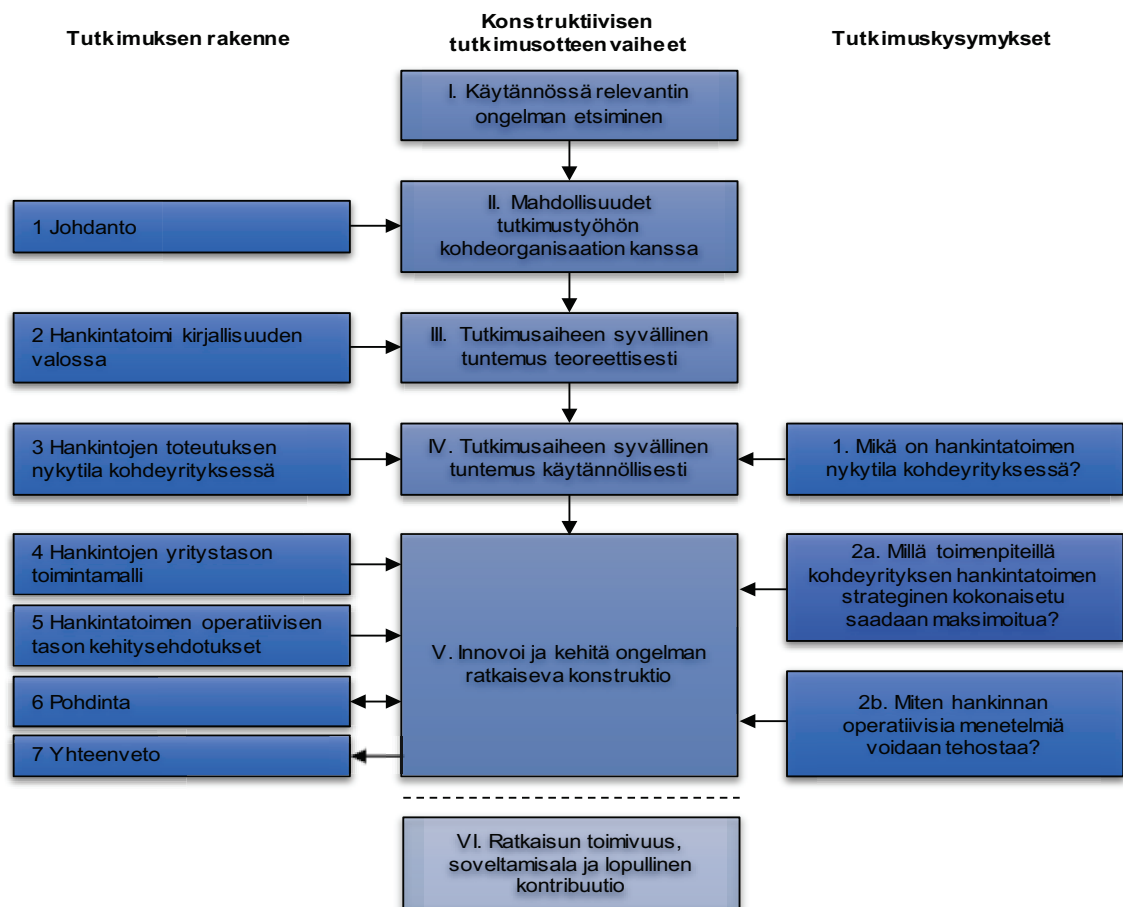 Tutkimuksen rakenne
Konstruktiivisen
tutkimusotteen vaiheet
Tutkimuskysymykset
I. Käytännössä relevantin
ongelman etsiminen
1 Johdanto
II. Mahdollisuudet
tutkimustyöhön
kohdeorganisaation kanssa
2 Hankintatoimi kirjallisuuden
valossa
III. Tutkimusaiheen syvällinen
tuntemus teoreettisesti
3 Hankintojen toteutuksen
nykytila kohdeyrityksessä
IV. Tutkimusaiheen syvällinen
tuntemus käytännöllisesti
1. Mikä on hankintatoimen
nykytila kohdeyrityksessä?
4 Hankintojen yritystason
toimintamalli
5 Hankintatoimen operatiivisen
tason kehitysehdotukset
6 Pohdinta
7 Yhteenveto
V. Innovoi ja kehitä ongelman
ratkaiseva konstruktio
2a. Millä toimenpiteillä
kohdeyrityksen hankintatoimen
strateginen kokonaisetu
saadaan maksimoitua?
2b. Miten hankinnan
operatiivisia menetelmiä
voidaan tehostaa?
VI. Ratkaisun toimivuus,
soveltamisala ja lopullinen
kontribuutio